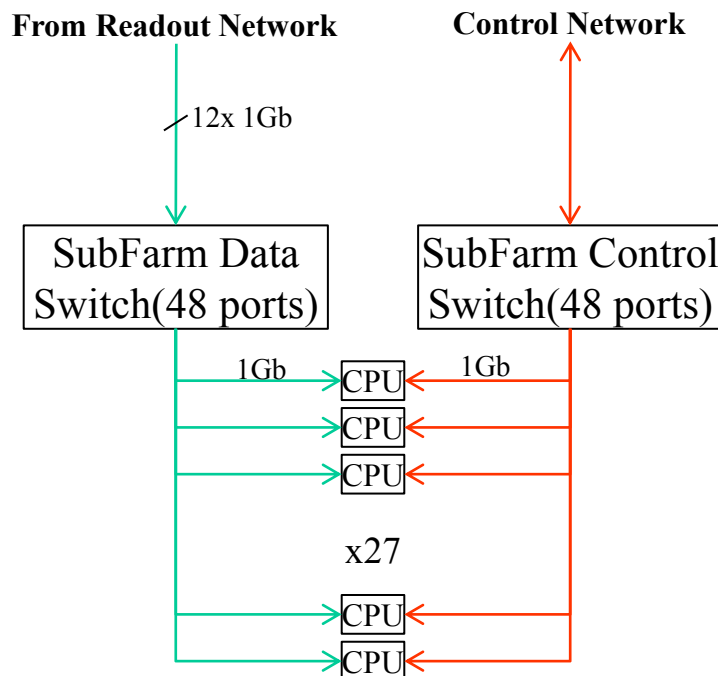 From Readout Network
Control Network
12x 1Gb
SubFarm Data
Switch(48 ports)
SubFarm Control
Switch(48 ports)
1Gb
CPU
1Gb
CPU
CPU
x27
CPU
CPU